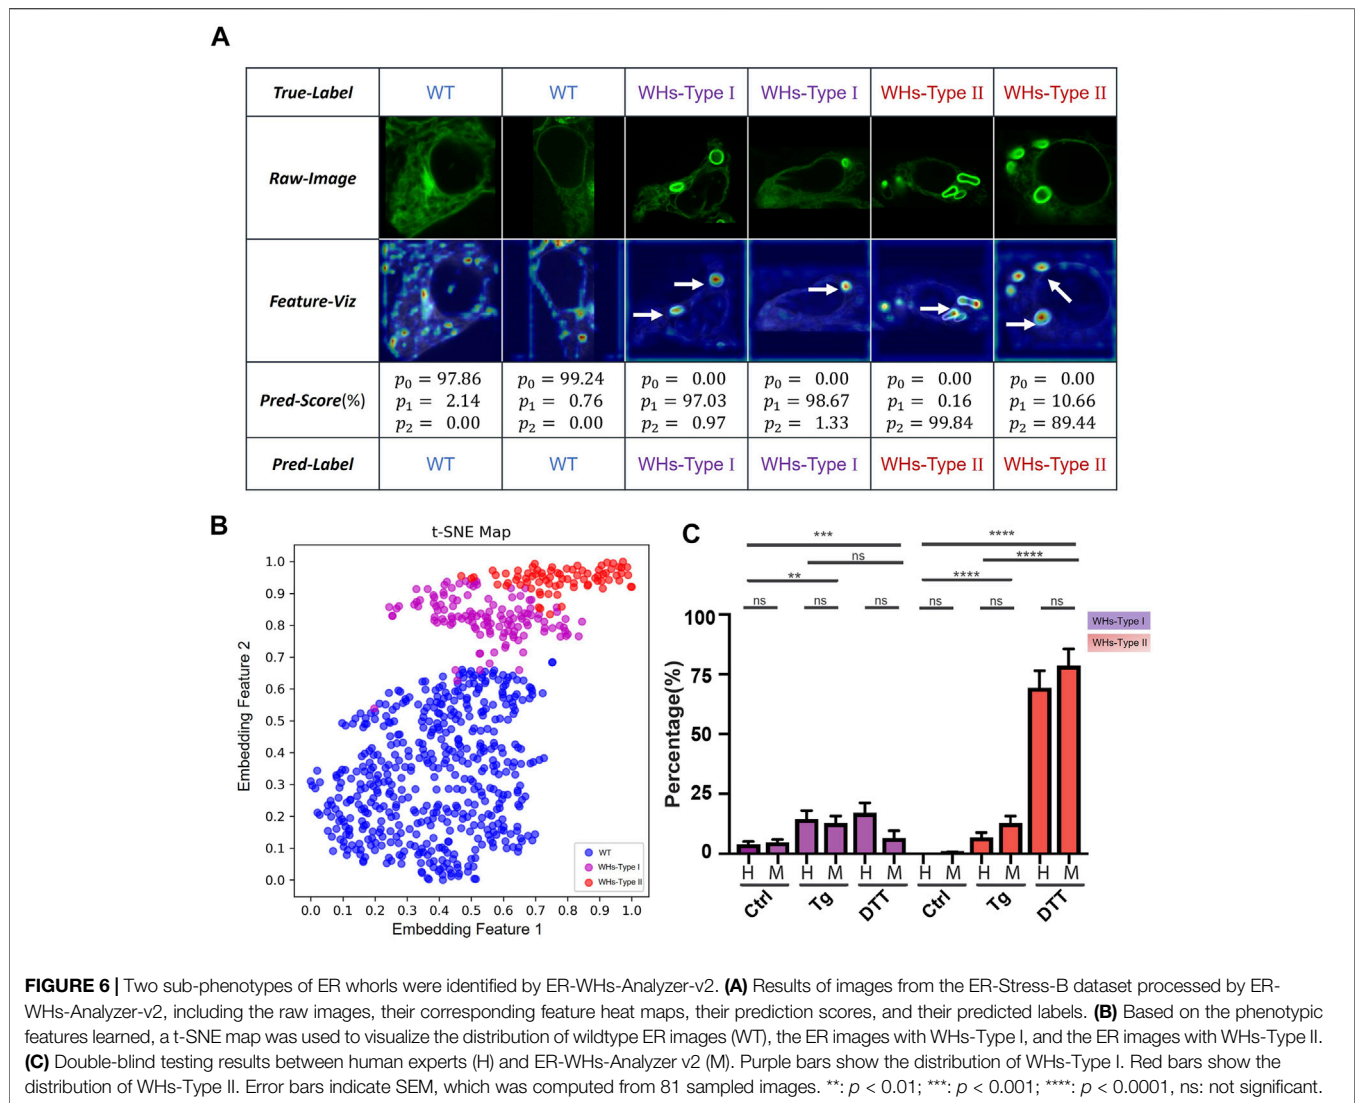 A
True-Label WT WT WHs-Type I WHs-Type I WHs-Type II WHs-Type II
Raw-Image
Feature-Viz
Pred-Score(%)
p0 = 97.86 p0 = 99.24 p0 = 0.00 p0 = 0.00 p0 = 0.00 p0 = 0.00
p1 = 2.14 p1 = 0.76 p1 = 97.03 p1 = 98.67 p1 = 0.16 p1 = 10.66
p2 = 0.00 p2 = 0.00 p2 = 0.97 p2 = 1.33 p2 = 99.84 p2 = 89.44
Pred-Label WT WT WHs-Type I WHs-Type I WHs-Type II WHs-Type II
B
t-SNE Map
Embedding Feature 2
1.0
0.9
0.8
0.7
0.6
0.5
0.4
0.3
0.2
0.1
0.0
WT
WHs-Type I
WHs-Type II
0.0 0.1 0.2 0.3 0.4 0.5 0.6 0.7 0.8 0.9 1.0
Embedding Feature 1
C
*** ****
ns ****
** ****
ns ns ns ns ns ns
WHs-Type I
WHs-Type II
Percentage(%)
100
75
50
25
0
H M H M H M H M H M H M
Ctrl Tg DTT Ctrl Tg DTT
FIGURE 6 | Two sub-phenotypes of ER whorls were identified by ER-WHs-Analyzer-v2. (A) Results of images from the ER-Stress-B dataset processed by ER-
WHs-Analyzer-v2, including the raw images, their corresponding feature heat maps, their prediction scores, and their predicted labels. (B) Based on the phenotypic
features learned, a t-SNE map was used to visualize the distribution of wildtype ER images (WT), the ER images with WHs-Type I, and the ER images with WHs-Type II.
(C) Double-blind testing results between human experts (H) and ER-WHs-Analyzer v2 (M). Purple bars show the distribution of WHs-Type I. Red bars show the
distribution of WHs-Type II. Error bars indicate SEM, which was computed from 81 sampled images. **: p < 0.01; ***: p < 0.001; ****: p < 0.0001, ns: not significant.